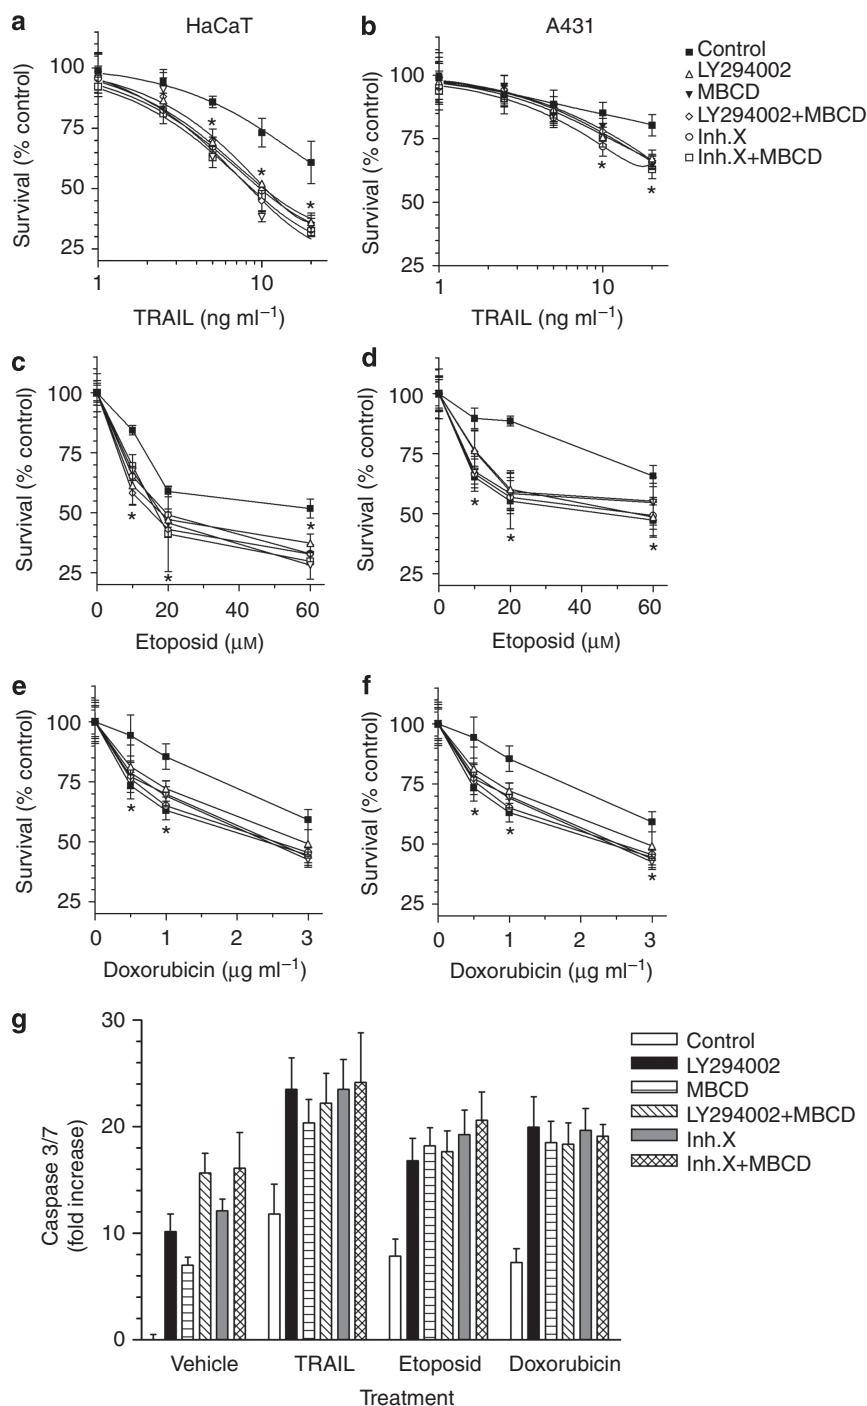 a
HaCaT
b
A431
Control
LY294002
MBCD
LY294002+MBCD
Inh.X
Inh.X+MBCD
Survival (% control)
100
75
50
25
1
10
TRAIL (ng ml−1)
*
*
*
Survival (% control)
100
75
50
25
1
10
TRAIL (ng ml−1)
*
*
c
Survival (% control)
100
75
50
25
0
20
40
60
Etoposid (μM)
*
*
*
d
Survival (% control)
100
75
50
25
0
20
40
60
Etoposid (μM)
*
*
*
e
Survival (% control)
100
75
50
25
0
1
2
3
Doxorubicin (μg ml−1)
*
*
f
Survival (% control)
100
75
50
25
0
1
2
3
Doxorubicin (μg ml−1)
*
*
*
g
Caspase 3/7
(fold increase)
30
20
10
0
Vehicle
TRAIL
Etoposid
Doxorubicin
Treatment
Control
LY294002
MBCD
LY294002+MBCD
Inh.X
Inh.X+MBCD